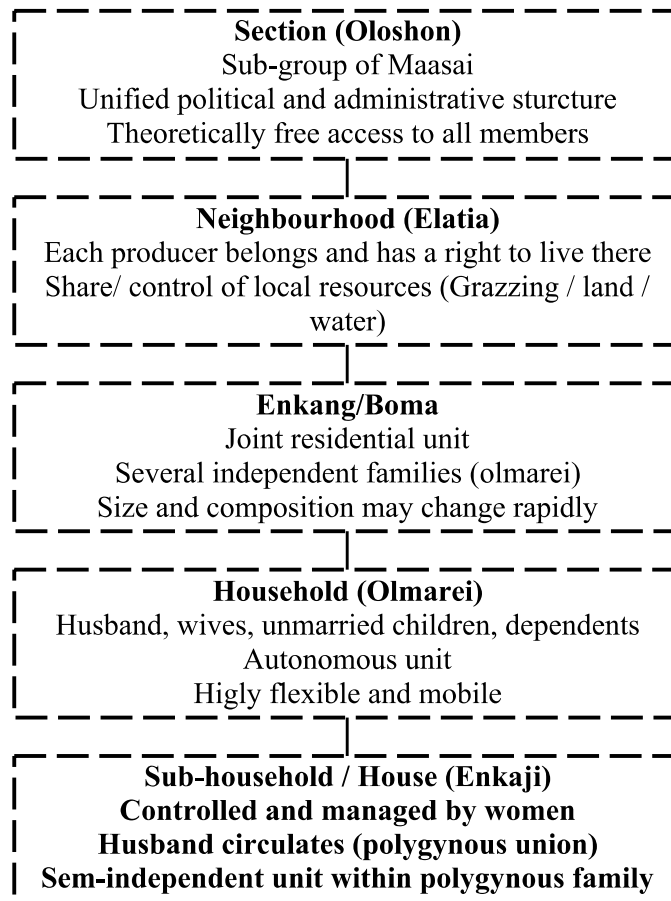 Section (Oloshon)
Sub-group of Maasai
Unified political and administrative sturcture
Theoretically free access to all members
Neighbourhood (Elatia)
Each producer belongs and has a right to live there
Share/ control of local resources (Grazzing / land /
water)
Enkang/Boma
Joint residential unit
Several independent families (olmarei)
Size and composition may change rapidly
Household (Olmarei)
Husband, wives, unmarried children, dependents
Autonomous unit
Higly flexible and mobile
Sub-household / House (Enkaji)
Controlled and managed by women
Husband circulates (polygynous union)
Sem-independent unit within polygynous family